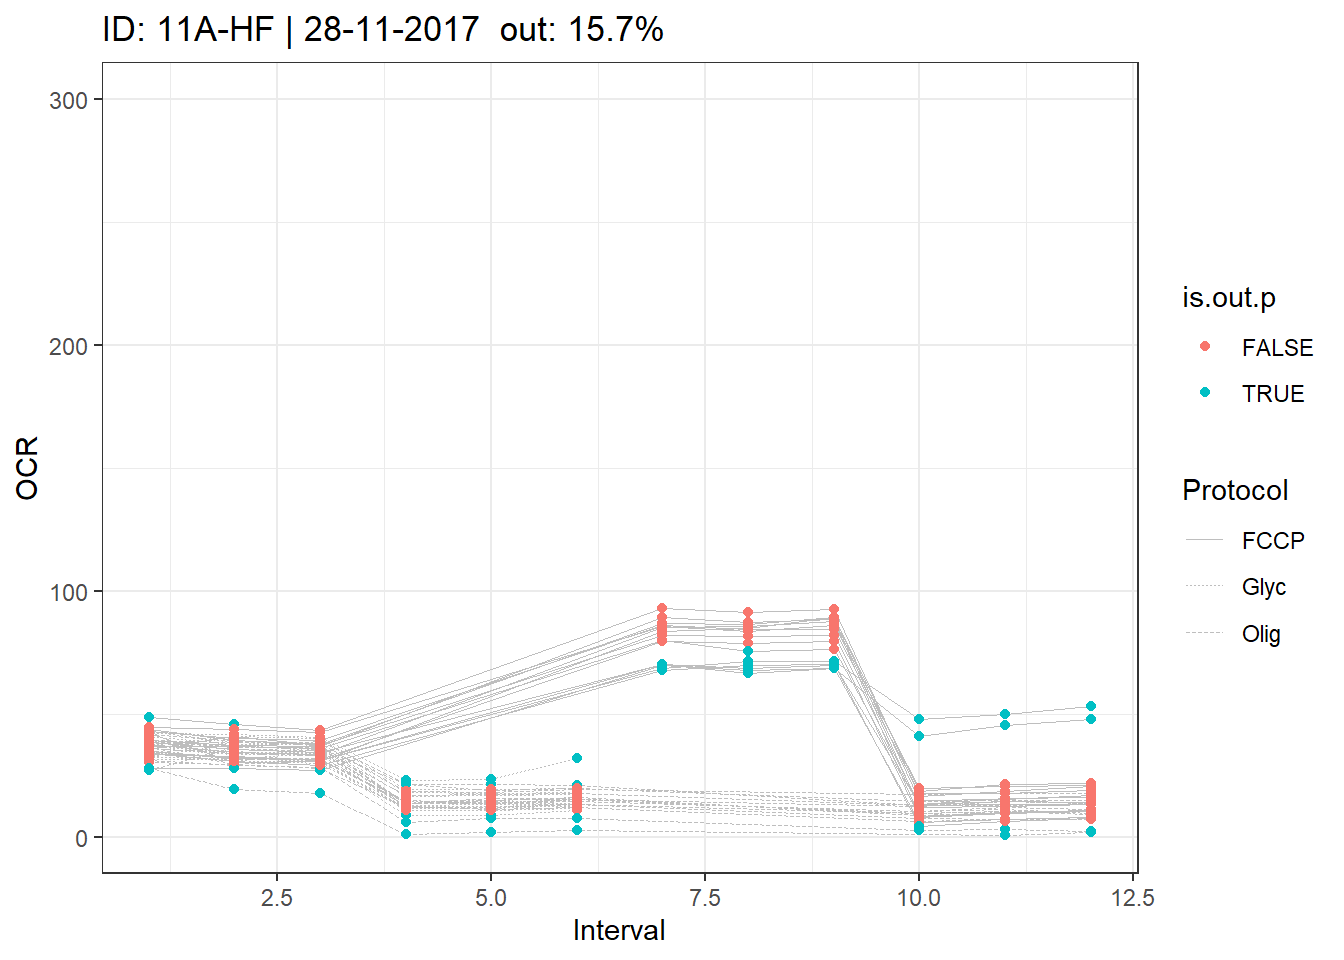 ID: 11A-HF | 28-11-2017  out: 15.7%
300
200
100
0
OCR
2.5
5.0
7.5
10.0
12.5
Interval
is.out.p
FALSE
TRUE
Protocol
FCCP
Glyc
Olig